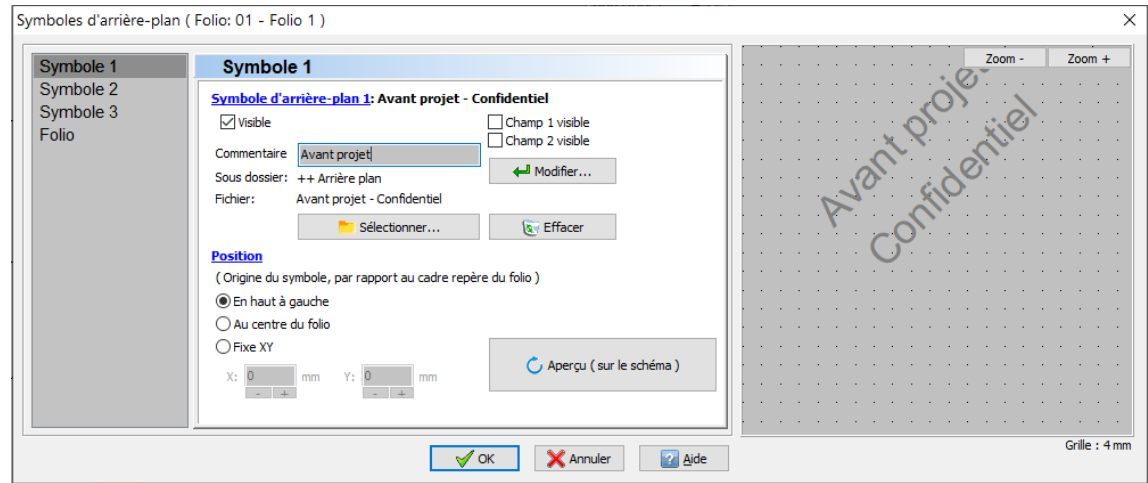 Symboles d'arrière-plan ( Folio: 01 - Folio 1 )
Symbole 1
Symbole 2
Symbole 3
Folio
Symbole 1
Symbole d'arrière-plan 1: Avant projet - Confidentiel
Visible
Champ 1 visible
Champ 2 visible
Commentaire Avant projet
Modifier...
Sous dossier: ++ Arrière plan
Fichier: Avant projet - Confidentiel
Sélectionner...
Effacer
Position
( Origine du symbole, par rapport au cadre repère du folio )
En haut à gauche
Au centre du folio
Fixe XY
X: 0 mm Y: 0 mm
- + - +
Aperçu ( sur le schéma )
Zoom - Zoom +
Avant projet
Confidentiel
Grille : 4 mm
OK Annuler Aide